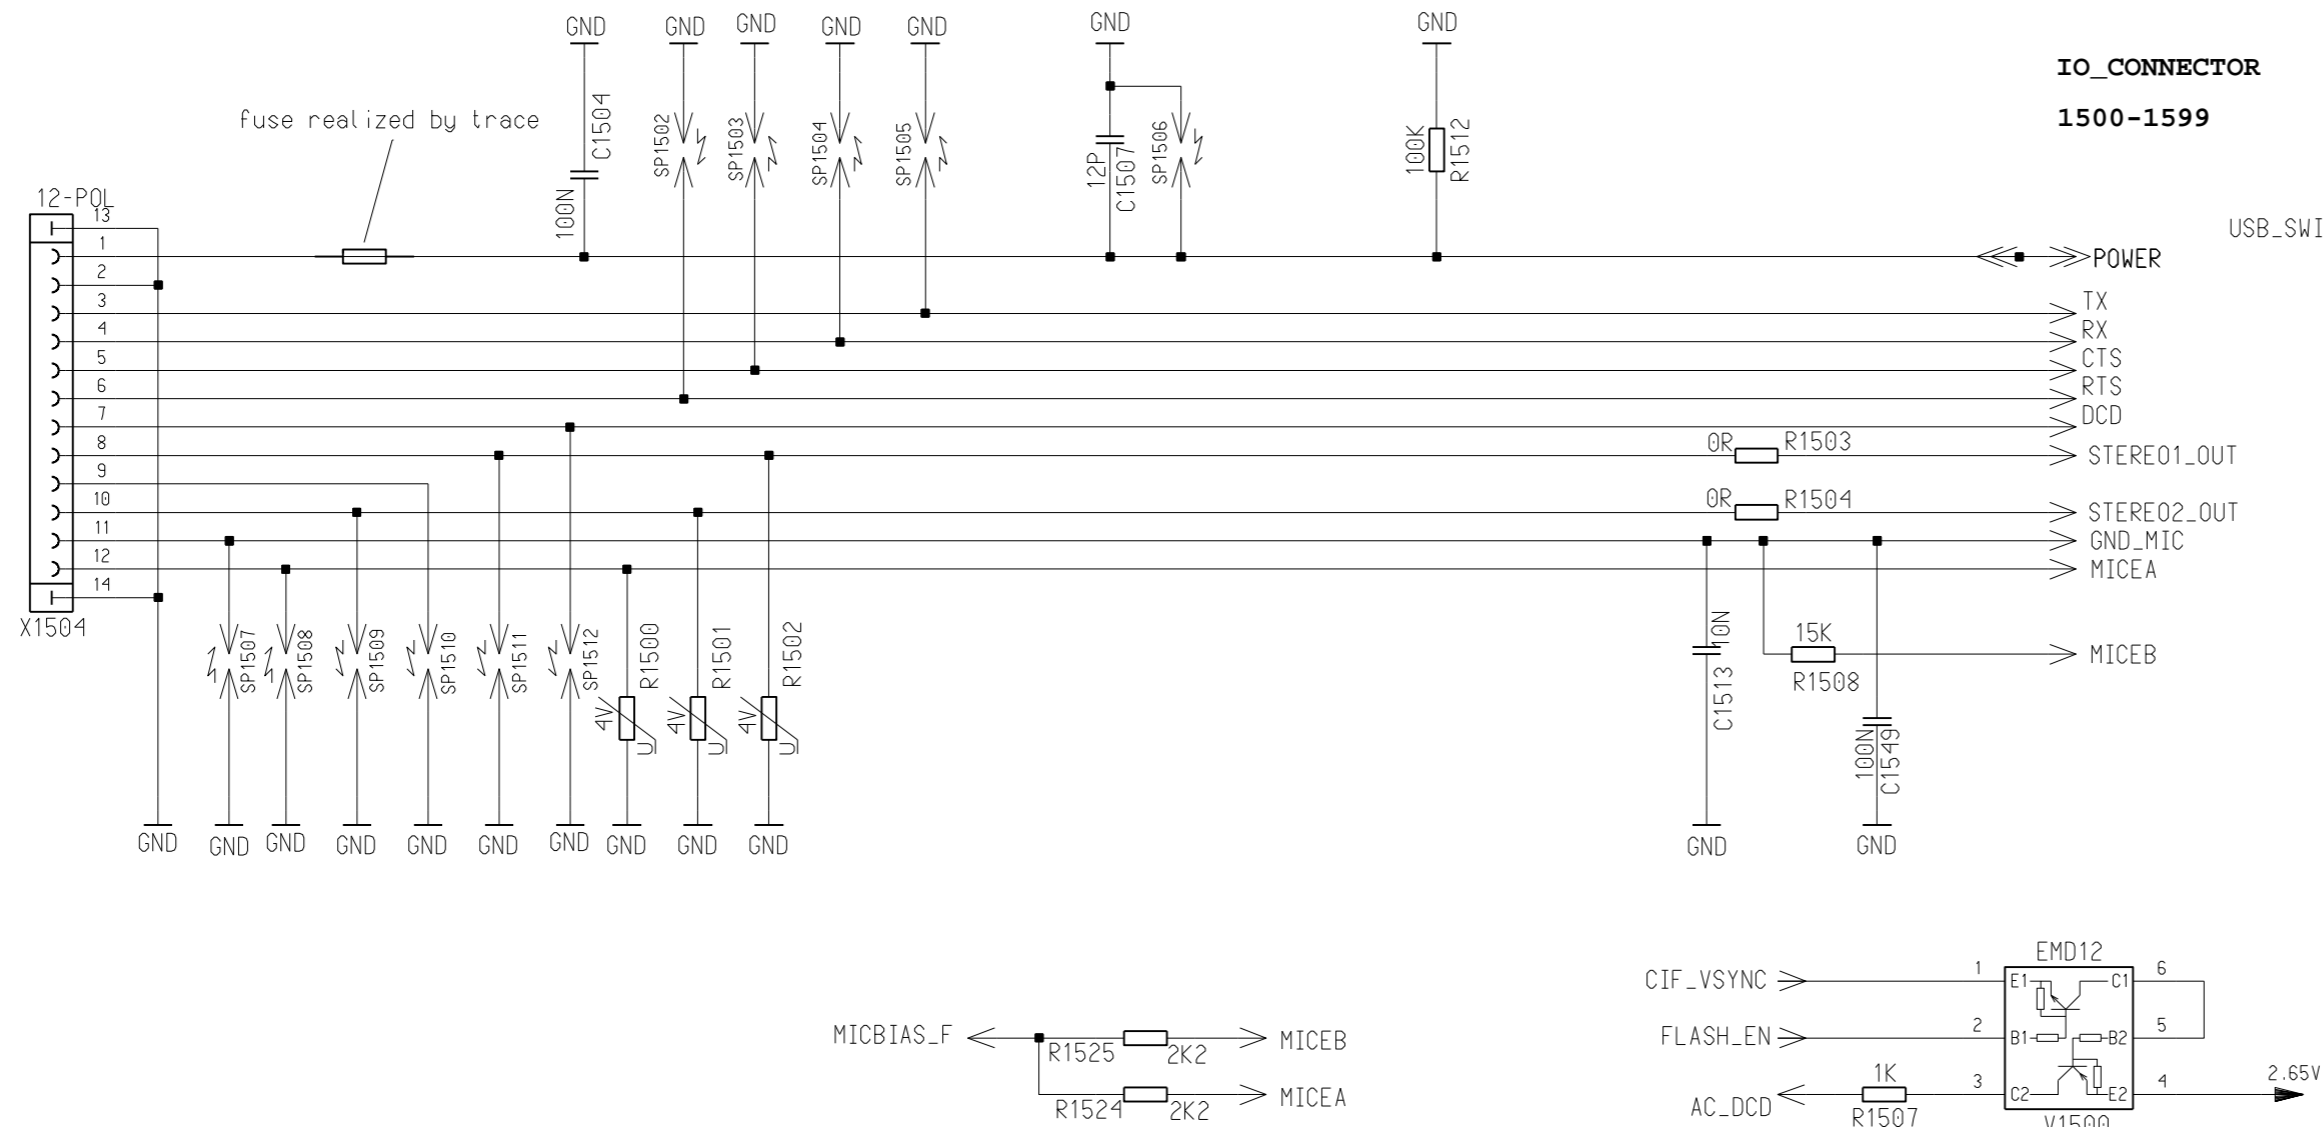 GND GND GND GND GND GND GND
IO_CONNECTOR
1500-1599
fuse realized by trace
C1504
100N
SP1502
SP1503
SP1504
SP1505
12P
C1507
SP1506
100K
R1512
USB_SWI
12-POL
13
1
POWER
2
3
TX
4
RX
5
CTS
6
RTS
7
DCD
8
0R R1503
STEREO1_OUT
9
10
0R R1504
STEREO2_OUT
11
GND_MIC
12
MICEA
14
X1504
SP1507
SP1508
SP1509
SP1510
SP1511
SP1512
R1500
4V
U
R1501
4V
U
R1502
4V
U
10N
C1513
15K
R1508
MICEB
100N
C1549
GND GND GND GND GND GND GND GND GND GND GND GND
EMD12
CIF_VSYNC 1 E1 C1 6
FLASH_EN 2 B1 B2 5
AC_DCD 1K R1507 3 C2 E2 4 2.65V
V1500
MICBIAS_F
R1525 2K2 MICEB
R1524 2K2 MICEA